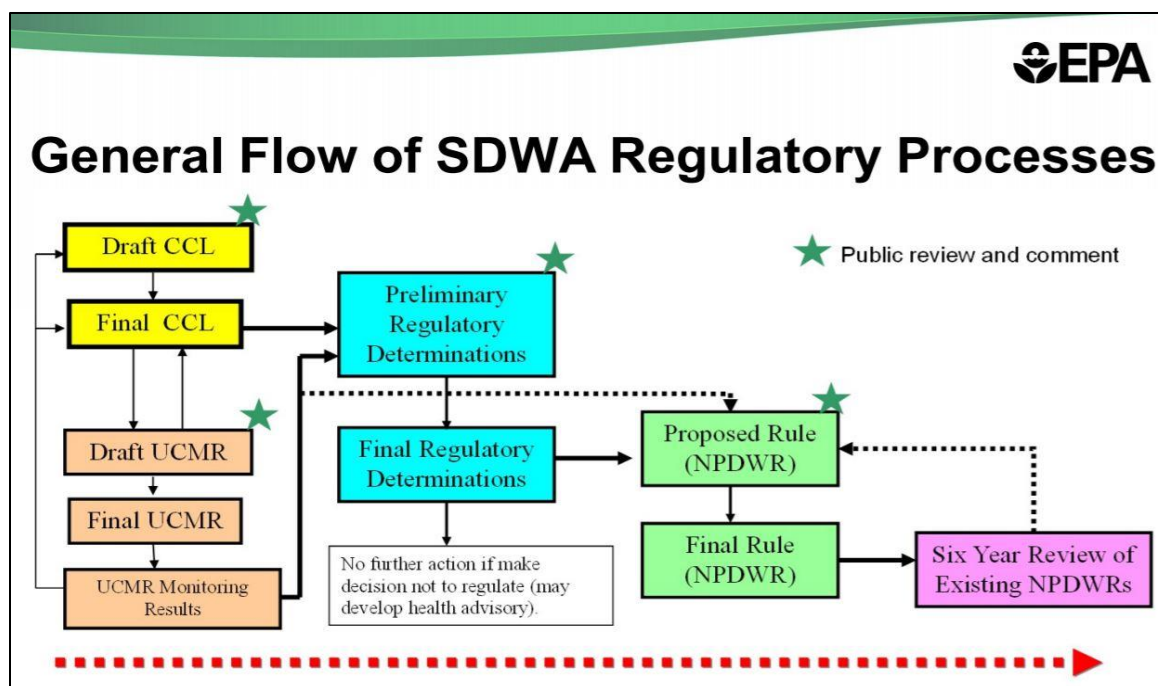 EPA
General Flow of SDWA Regulatory Processes
Draft CCL
Final CCL
Draft UCMR
Final UCMR
UCMR Monitoring
Results
Preliminary
Regulatory
Determinations
Final Regulatory
Determinations
No further action if make
decision not to regulate (may
develop health advisory).
Public review and comment
Proposed Rule
(NPDWR)
Final Rule
(NPDWR)
Six Year Review of
Existing NPDWRs